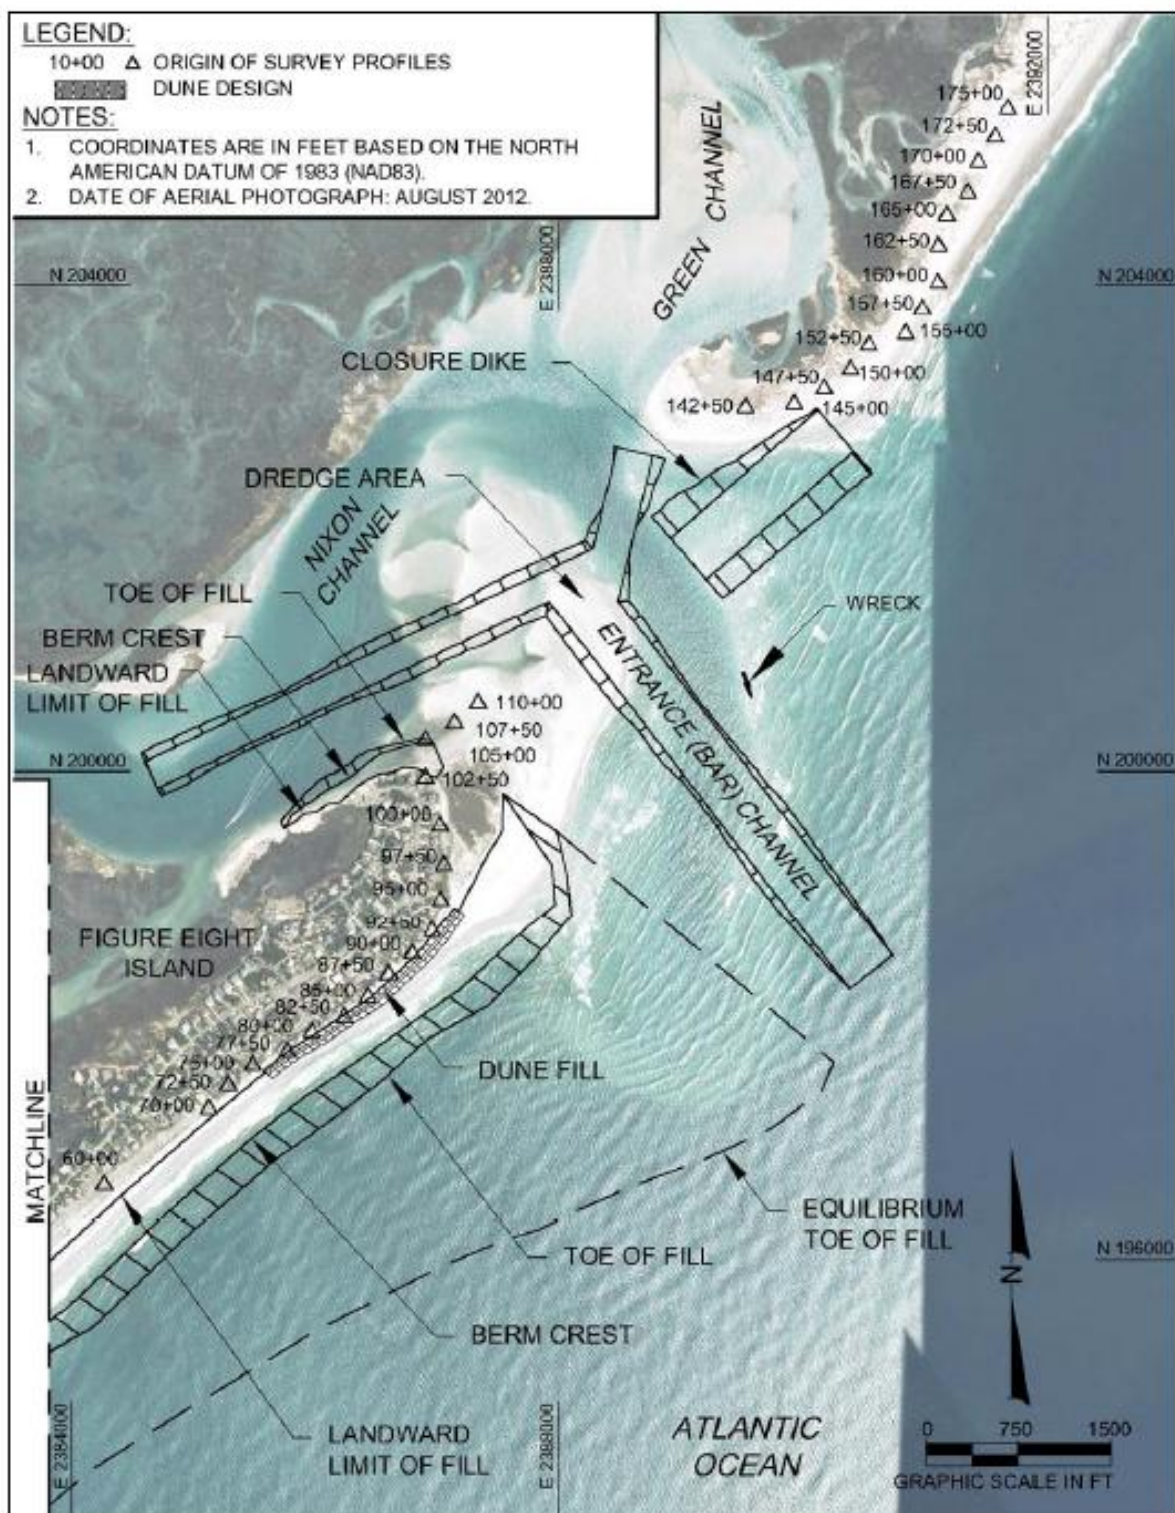 LEGEND:
10+00 △ ORIGIN OF SURVEY PROFILES
DUNE DESIGN
NOTES:
1. COORDINATES ARE IN FEET BASED ON THE NORTH
AMERICAN DATUM OF 1983 (NAD83).
2. DATE OF AERIAL PHOTOGRAPH: AUGUST 2012.
E 2392000
175+00
172+50
170+00
167+50
165+00
162+50
160+00
157+50
155+00
152+50
150+00
147+50
145+00
142+50
GREEN CHANNEL
E 2388000
N 204000
N 204000
CLOSURE DIKE
DREDGE AREA
NIXON
CHANNEL
TOE OF FILL
BERM CREST
LANDWARD
LIMIT OF FILL
WRECK
ENTRANCE (BAR) CHANNEL
N 200000
N 200000
110+00
107+50
105+00
102+50
100+00
97+50
95+00
92+50
90+00
87+50
85+00
82+50
80+00
77+50
75+00
72+50
70+00
60+00
FIGURE EIGHT
ISLAND
MATCHLINE
DUNE FILL
TOE OF FILL
BERM CREST
LANDWARD
LIMIT OF FILL
EQUILIBRIUM
TOE OF FILL
N 196000
N
E 2384000
E 2388000
ATLANTIC
OCEAN
0 750 1500
GRAPHIC SCALE IN FT